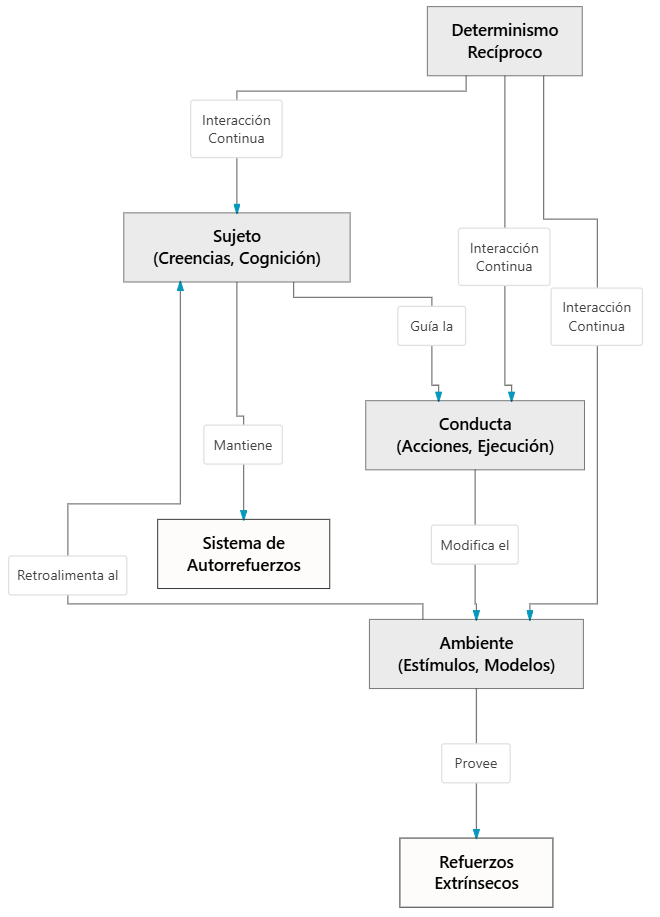 Determinismo
Recíproco
Interacción
Continua
Sujeto
(Creencias, Cognición)
Interacción
Continua
Interacción
Continua
Guía la
Conducta
(Acciones, Ejecución)
Mantiene
Sistema de
Autorrefuerzos
Modifica el
Retroalimenta al
Ambiente
(Estímulos, Modelos)
Provee
Refuerzos
Extrínsecos